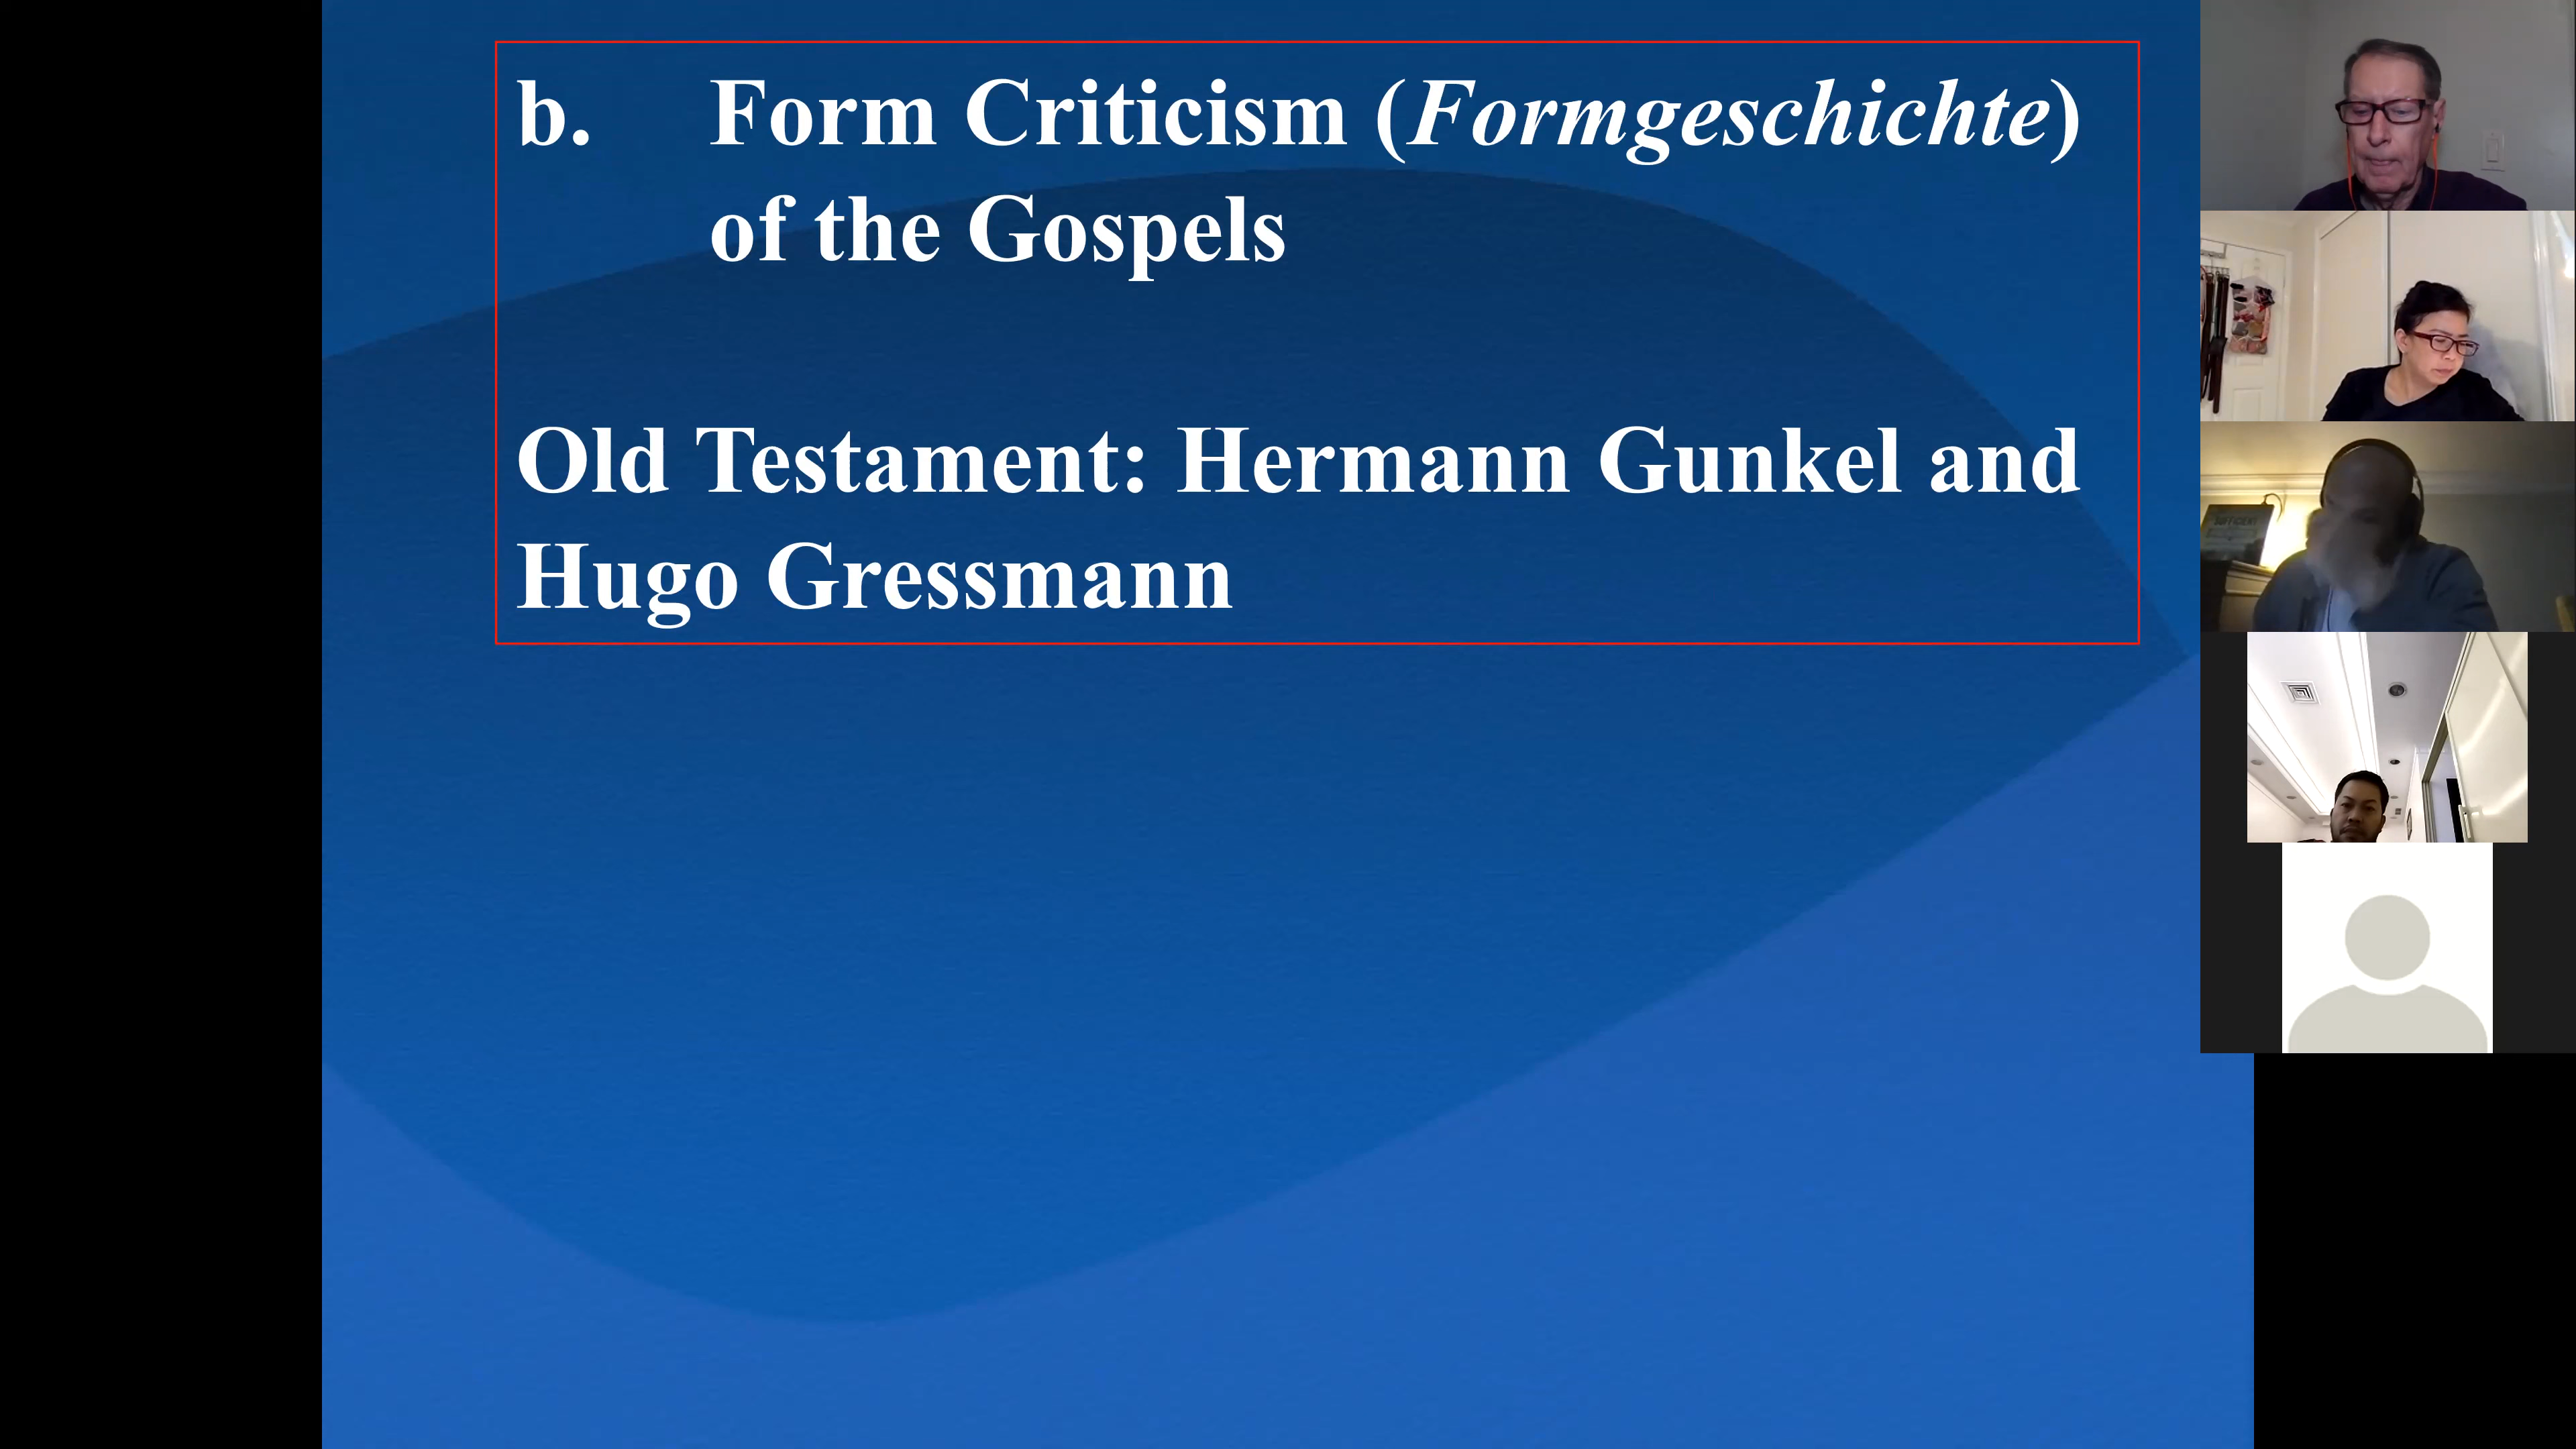 b. Form Criticism (Formgeschichte)
of the Gospels
Old Testament: Hermann Gunkel and
Hugo Gressmann